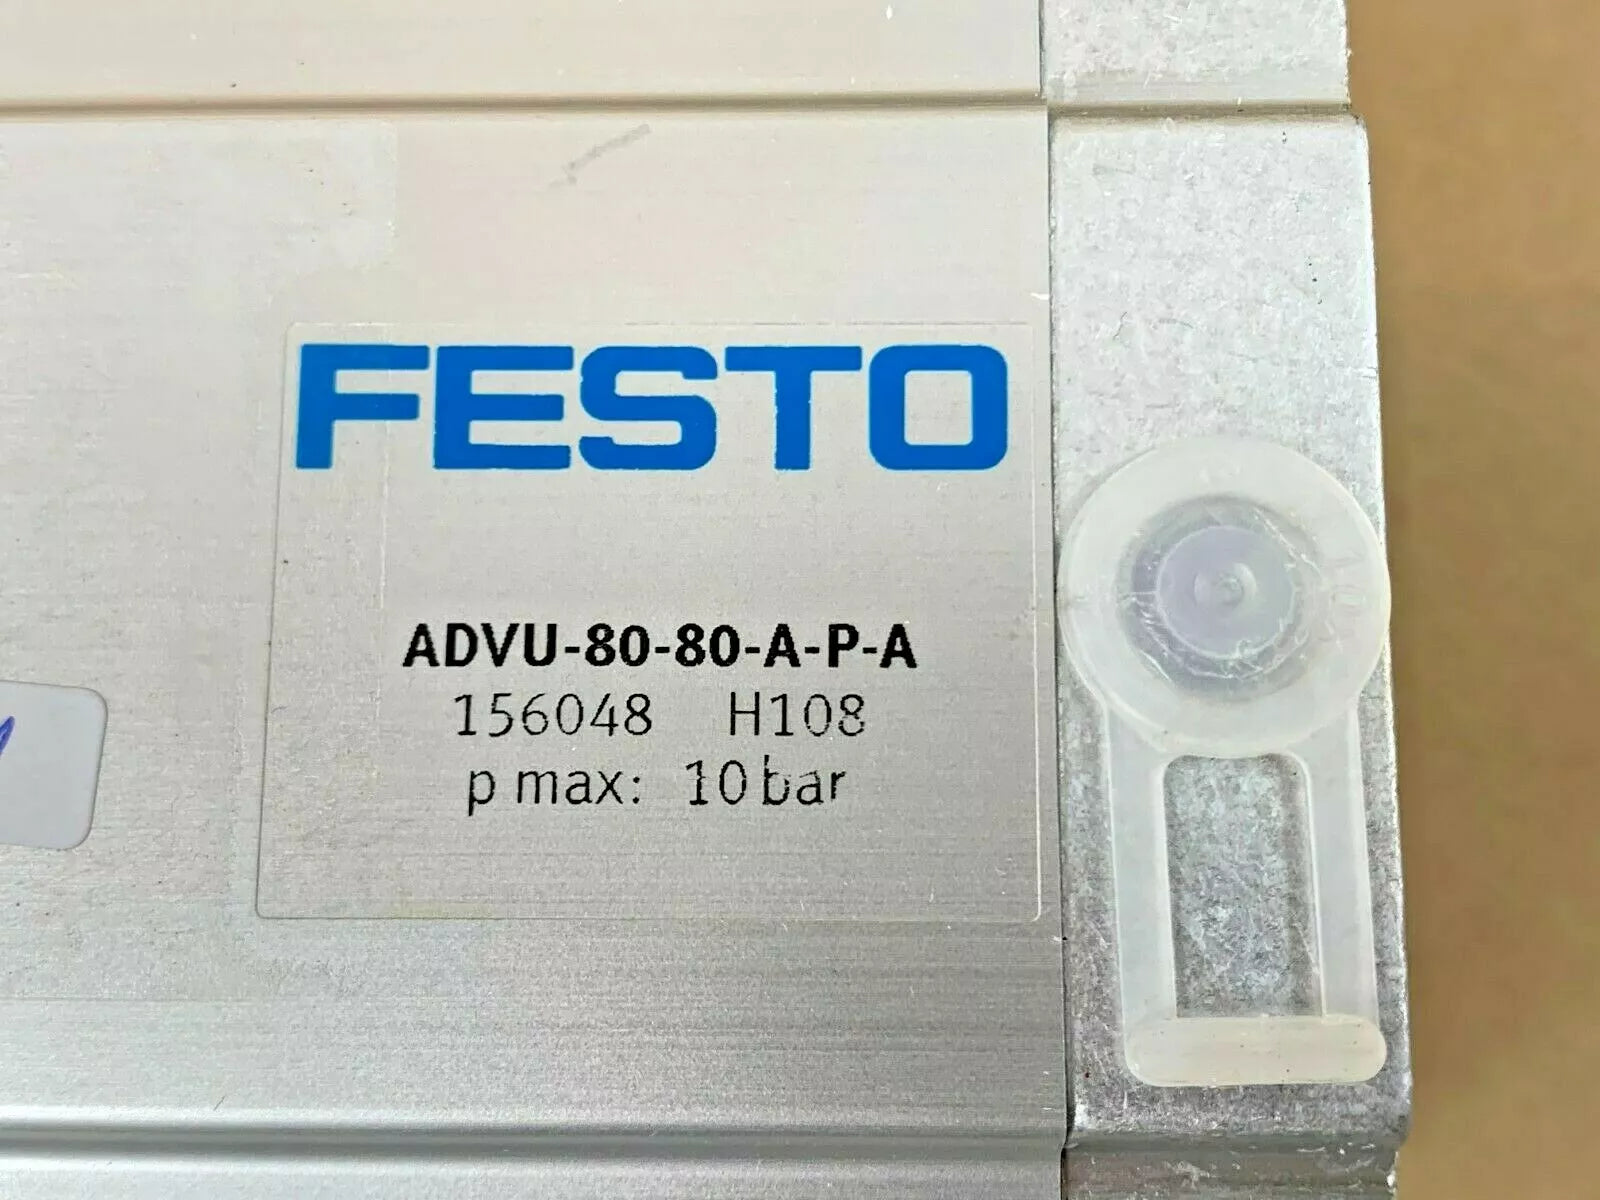 FESTO
ADVU-80-80-A-P-A
156048 H108
p max: 10 bar